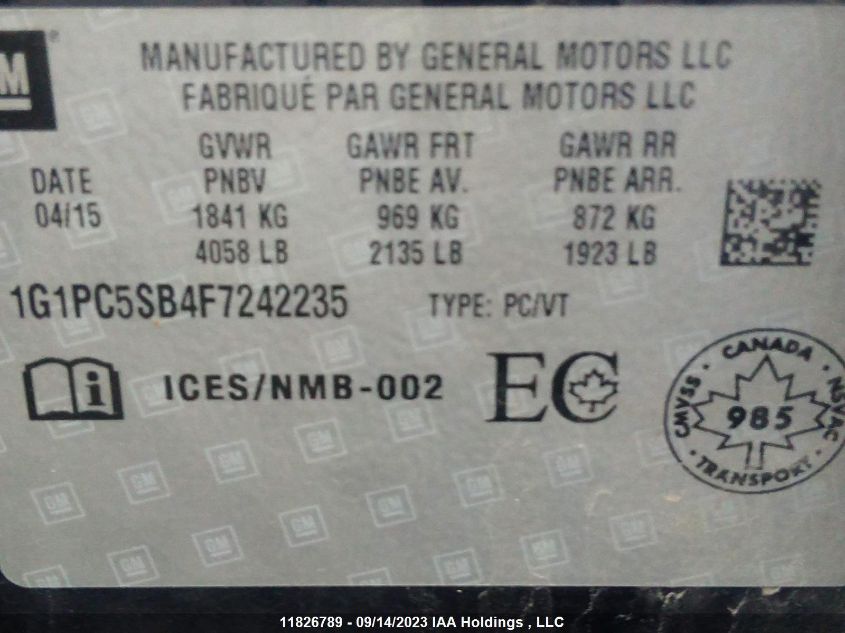 GM
MANUFACTURED BY GENERAL MOTORS LLC
FABRIQUÉ PAR GENERAL MOTORS LLC
GVWR GAWR FRT GAWR RR
DATE PNBV PNBE AV. PNBE ARR.
04/15 1841 KG 969 KG 872 KG
4058 LB 2135 LB 1923 LB
1G1PC5SB4F7242235 TYPE: PC/VT
i ICES/NMB-002 EC
CANADA
CMVSS 985 NSVAC
TRANSPORT
11826789 - 09/14/2023 IAA Holdings , LLC